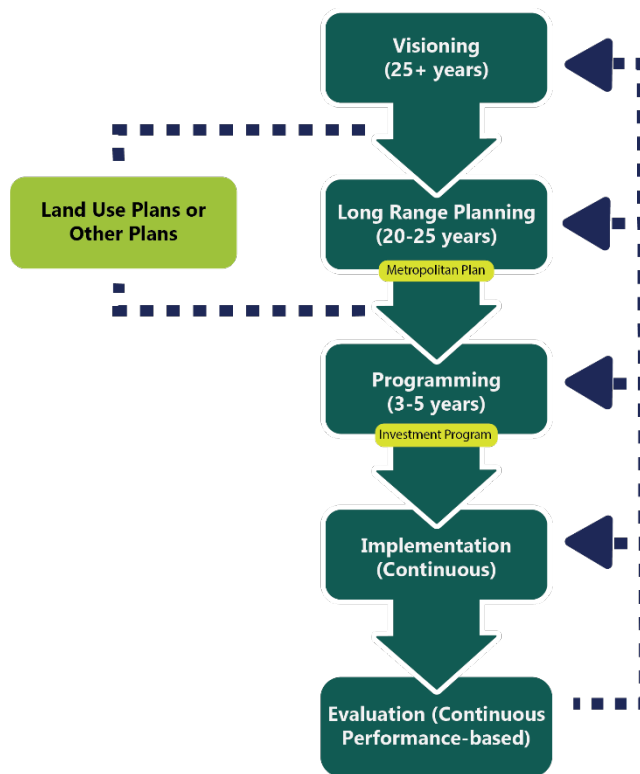 Visioning
(25+ years)
Land Use Plans or
Other Plans
Long Range Planning
(20-25 years)
Metropolitan Plan
Programming
(3-5 years)
Investment Program
Implementation
(Continuous)
Evaluation (Continuous
Performance-based)